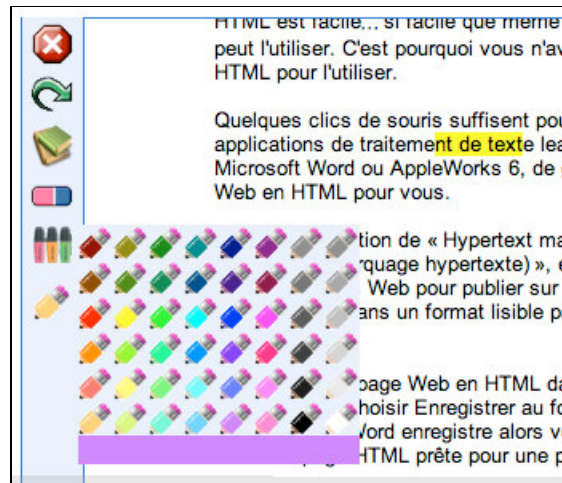 HTML est facile... si facile que même
peut l'utiliser. C'est pourquoi vous n'av
HTML pour l'utiliser.
Quelques clics de souris suffisent pou
applications de traitement de texte lea
Microsoft Word ou AppleWorks 6, de
Web en HTML pour vous.
tion de « Hypertext ma
rquage hypertexte) », e
Web pour publier sur
ans un format lisible pa
page Web en HTML da
hoisir Enregistrer au fo
Word enregistre alors v
HTML prête pour une p